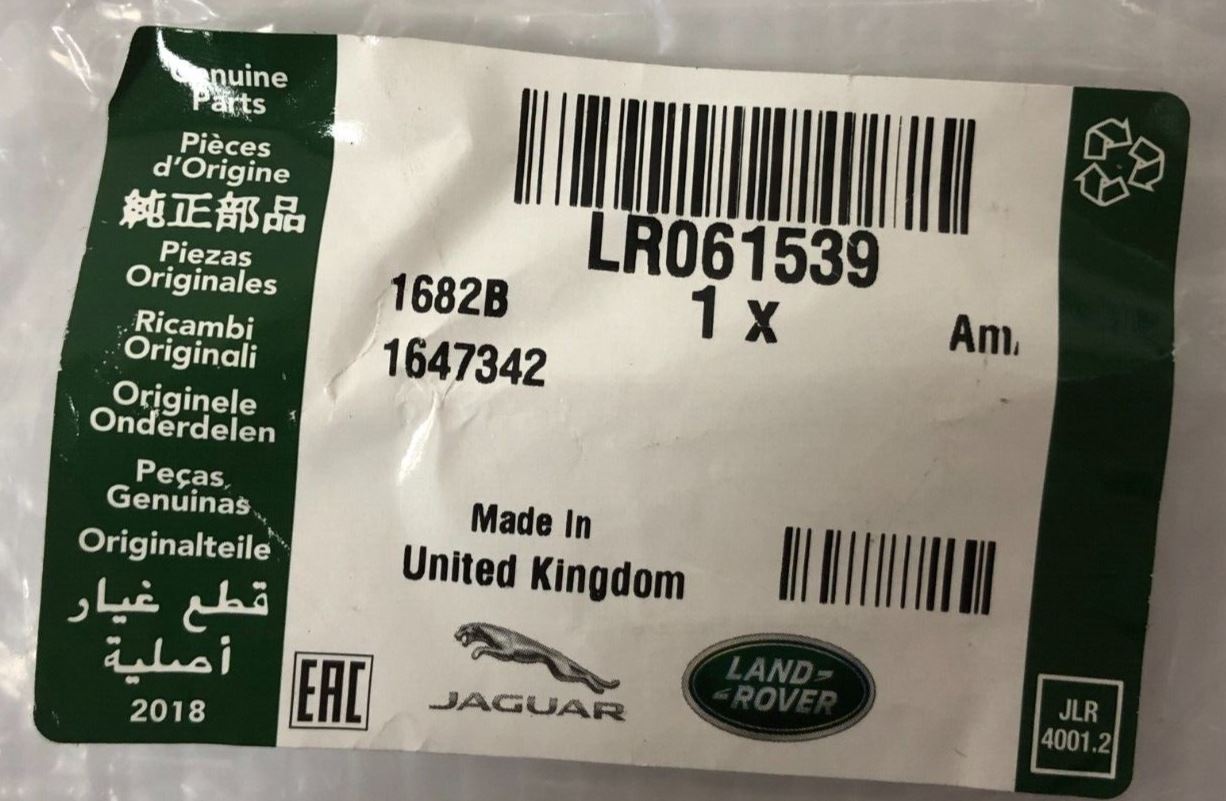 Genuine
Parts
Pièces
d'Origine
純正部品
Piezas
Originales
Ricambi
Originali
Originele
Onderdelen
Peças
Genuinas
Originalteile
قطع غيار
أصلية
2018
LR061539
1682B
1 x
Am
1647342
Made In
United Kingdom
EAC
JAGUAR
LAND-
-ROVER
JLR
4001.2